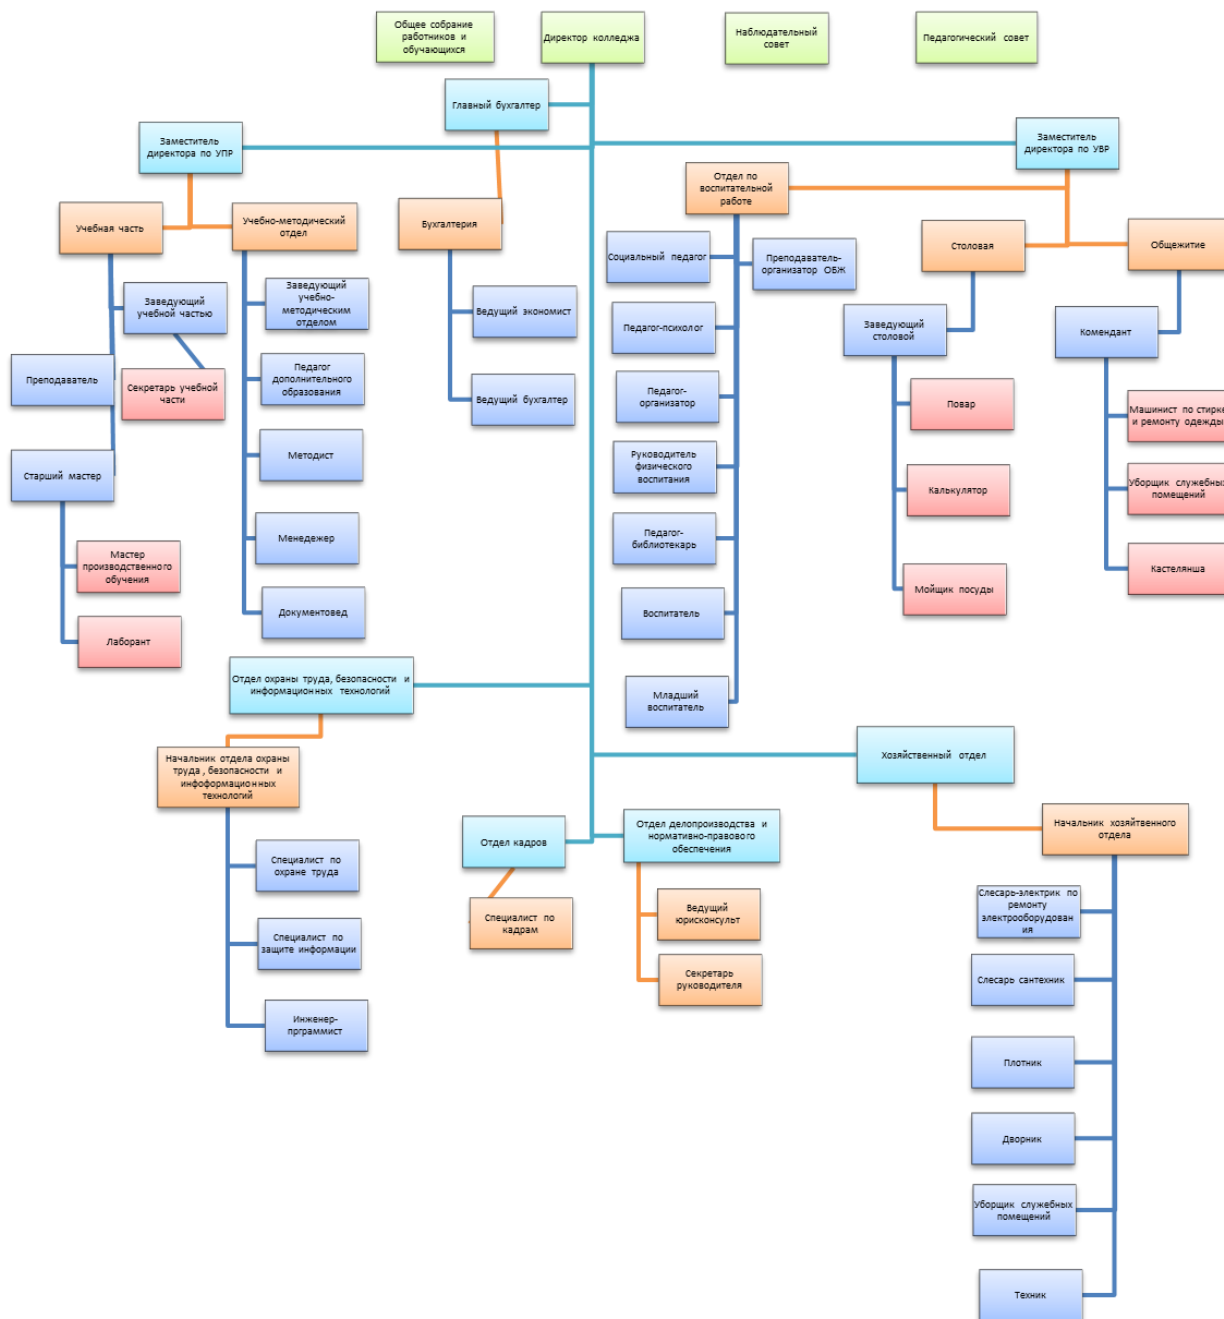 Общее собрание
работников и
обучающихся
Директор колледжа
Наблюдательный
совет
Педагогический совет
Главный бухгалтер
Заместитель
директора по УПР
Заместитель
директора по УВР
Отдел по
воспитательной
работе
Учебная часть
Учебно-методический
отдел
Бухгалтерия
Столовая
Общежитие
Социальный педагог
Преподаватель-
организатор ОБЖ
Заведующий
учебной частью
Заведующий
учебно-
методическим
отделом
Ведущий экономист
Педагог-психолог
Заведующий
столовой
Комендант
Преподаватель
Секретарь учебной
части
Педагог
дополнительного
образования
Ведущий бухгалтер
Педагог-
организатор
Повар
Машинист по стирке
и ремонту одежды
Старший мастер
Методист
Руководитель
физического
воспитания
Калькулятор
Уборщик служебных
помещений
Мастер
производственного
обучения
Менеджер
Педагог-
библиотекарь
Мойщик посуды
Кастелянша
Лаборант
Документовед
Воспитатель
Отдел охраны труда, безопасности и
информационных технологий
Младший
воспитатель
Начальник отдела охраны
труда , безопасности и
инфоформационных
технологий
Хозяйственный отдел
Отдел кадров
Отдел делопроизводства и
нормативно-правового
обеспечения
Начальник хозяйтвенного
отдела
Специалист по
охране труда
Специалист по
кадрам
Ведущий
юрисконсульт
Слесарь-электрик по
ремонту
электрооборудован
ия
Специалист по
защите информации
Секретарь
руководителя
Слесарь сантехник
Инженер-
прграммист
Плотник
Дворник
Уборщик служебных
помещений
Техник